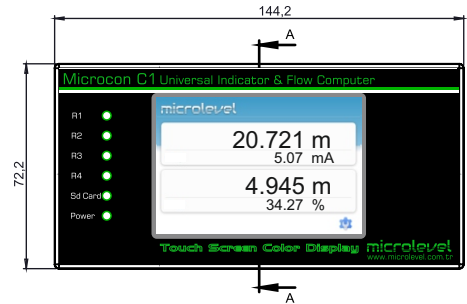 144,2
A
72,2
Microcon C1 Universal Indicator & Flow Computer
R1
R2
R3
R4
Sd Card
Power
microlevel
20.721 m
5.07 mA
4.945 m
34.27 %
Touch Screen Color Display
microlevel
www.microlevel.com.tr
A